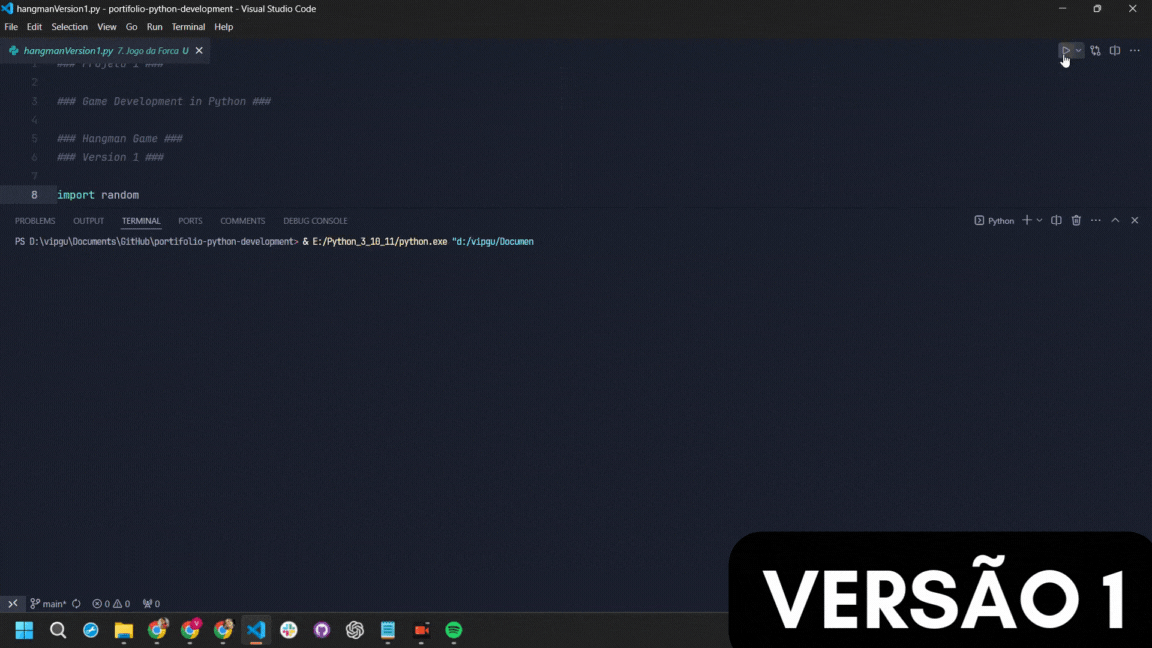 hangmanVersion1.py - portifolio-python-development - Visual Studio Code
File Edit Selection View Go Run Terminal Help
hangmanVersion1.py 7. Jogo da Forca U
1 ### Projeto 1 ###
2
3 ### Game Development in Python ###
4
5 ### Hangman Game ###
6 ### Version 1 ###
7
8 import random
PROBLEMS OUTPUT TERMINAL PORTS COMMENTS DEBUG CONSOLE Python
PS D:\vipgu\Documents\GitHub\portifolio-python-development> & E:/Python_3_10_11/python.exe "d:/vipgu/Documen
main* 0 0 0
VERSÃO 1